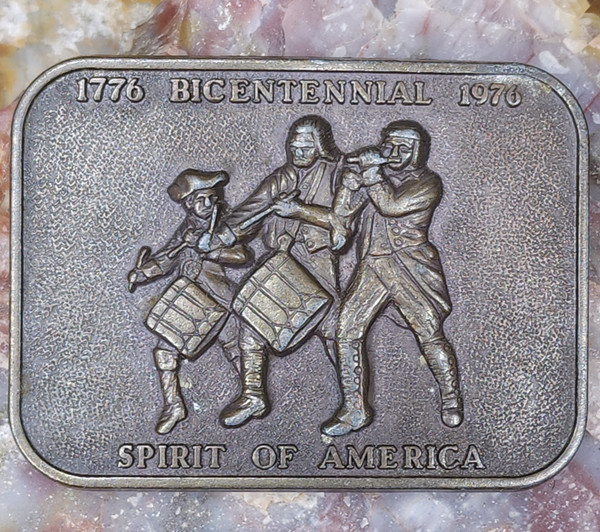 1776 BICENTENNIAL 1976
SPIRIT OF AMERICA